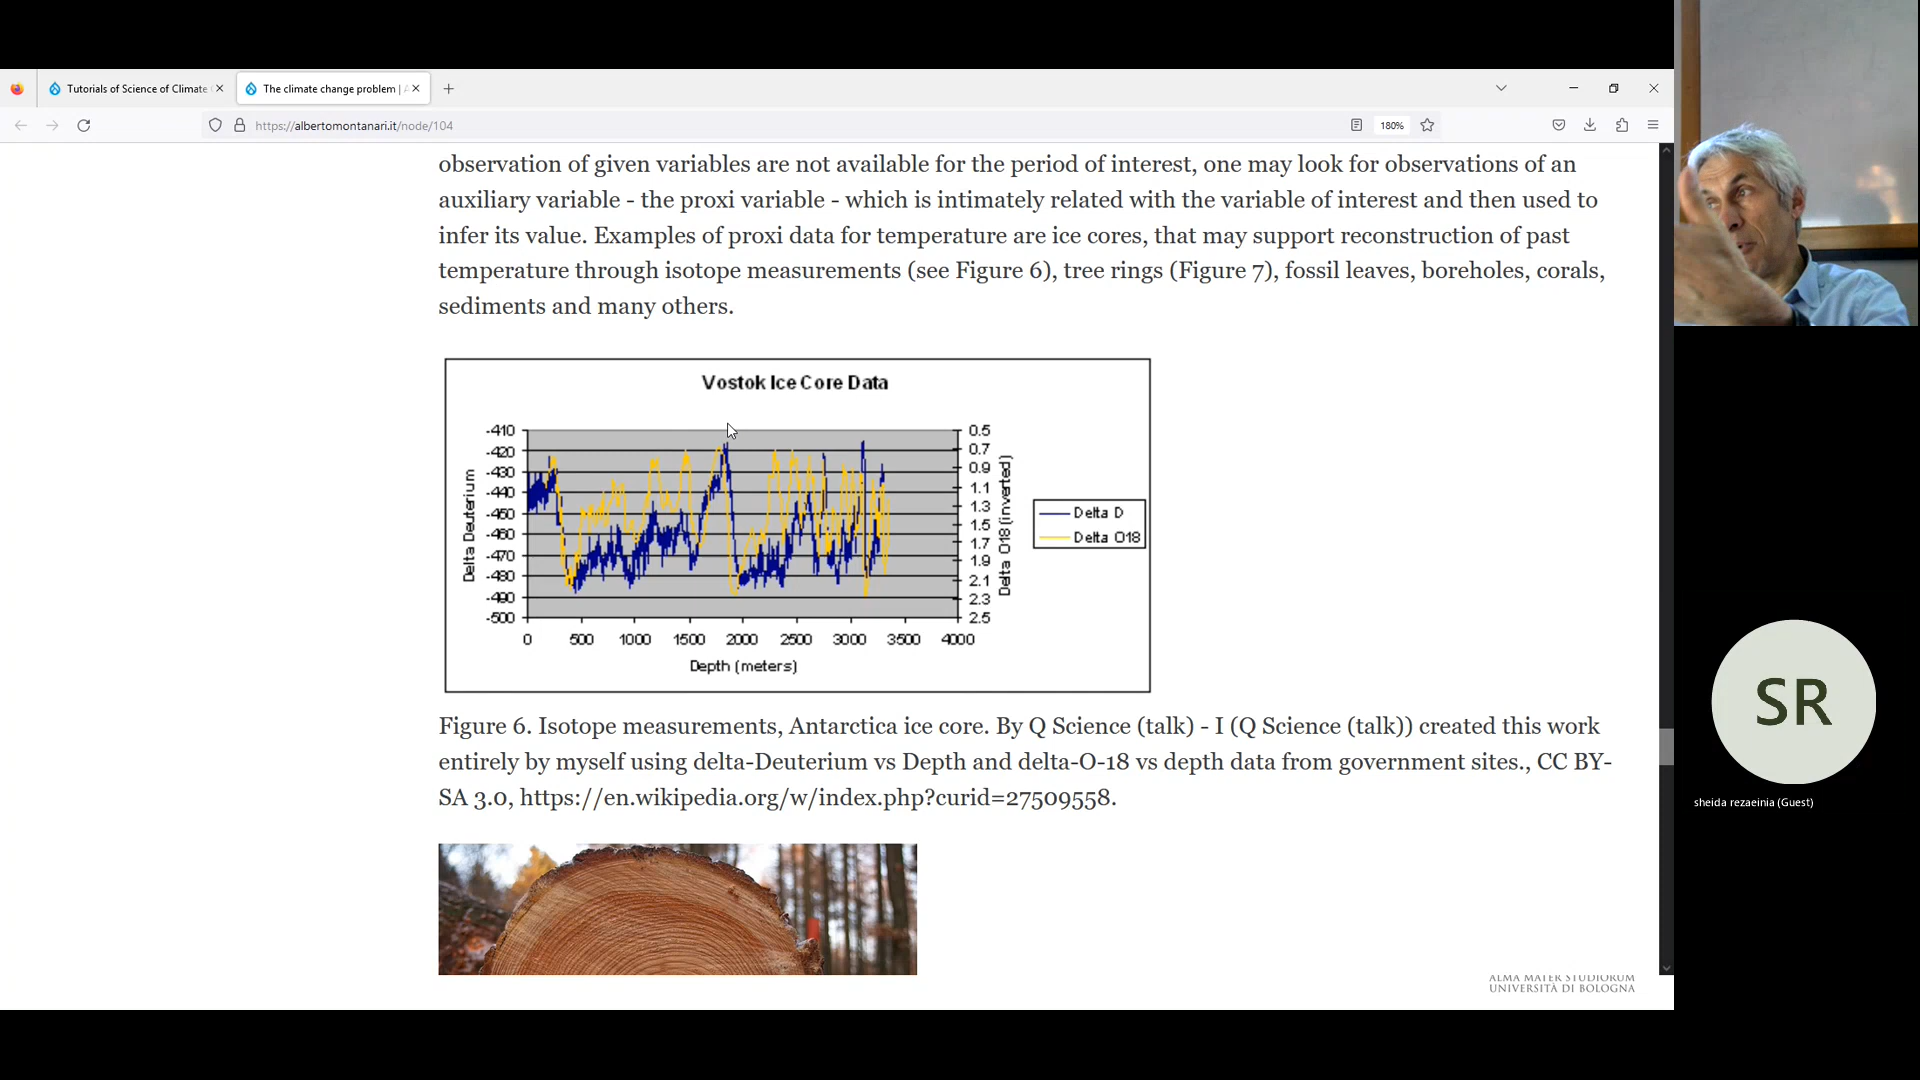 Tutorials of Science of Climate
The climate change problem |
https://albertomontanari.it/node/104
180%
observation of given variables are not available for the period of interest, one may look for observations of an
auxiliary variable - the proxi variable - which is intimately related with the variable of interest and then used to
infer its value. Examples of proxi data for temperature are ice cores, that may support reconstruction of past
temperature through isotope measurements (see Figure 6), tree rings (Figure 7), fossil leaves, boreholes, corals,
sediments and many others.
Vostok Ice Core Data
-410
-420
-430
-440
-450
-460
-470
-480
-490
-500
Delta Deuterium
0.5
0.7
0.9
1.1
1.3
1.5
1.7
1.9
2.1
2.3
2.5
Delta O18 (inverted)
0 500 1000 1500 2000 2500 3000 3500 4000
Depth (meters)
Delta D
Delta O18
Figure 6. Isotope measurements, Antarctica ice core. By Q Science (talk) - I (Q Science (talk)) created this work
entirely by myself using delta-Deuterium vs Depth and delta-O-18 vs depth data from government sites., CC BY-
SA 3.0, https://en.wikipedia.org/w/index.php?curid=27509558.
ALMA MATER STUDIORUM
UNIVERSITÀ DI BOLOGNA
SR
sheida rezaeinia (Guest)